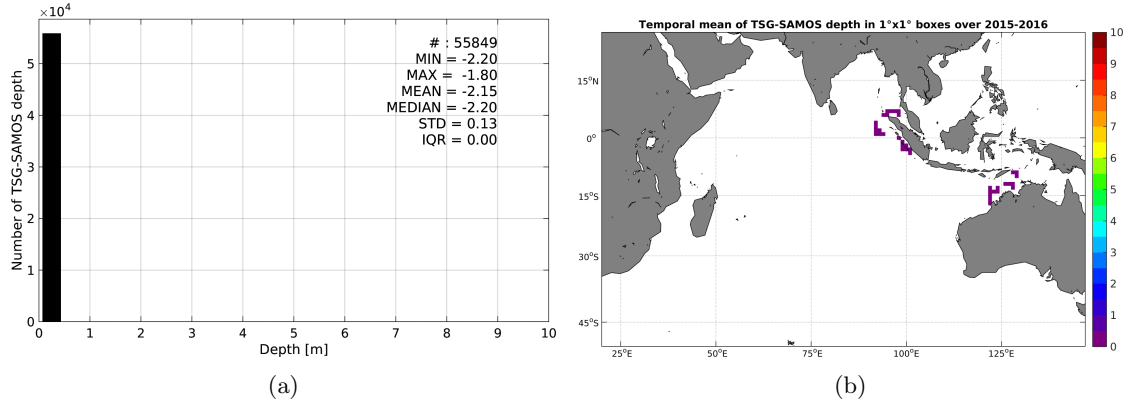 ×10⁴
# : 55849
MIN = -2.20
MAX = -1.80
MEAN = -2.15
MEDIAN = -2.20
STD = 0.13
IQR = 0.00
Number of TSG-SAMOS depth
5
4
3
2
1
0
0 1 2 3 4 5 6 7 8 9 10
Depth [m]
(a)
Temporal mean of TSG-SAMOS depth in 1°x1° boxes over 2015-2016
15°N
0°
15°S
30°S
45°S
25°E 50°E 75°E 100°E 125°E
10
9
8
7
6
5
4
3
2
1
0
(b)